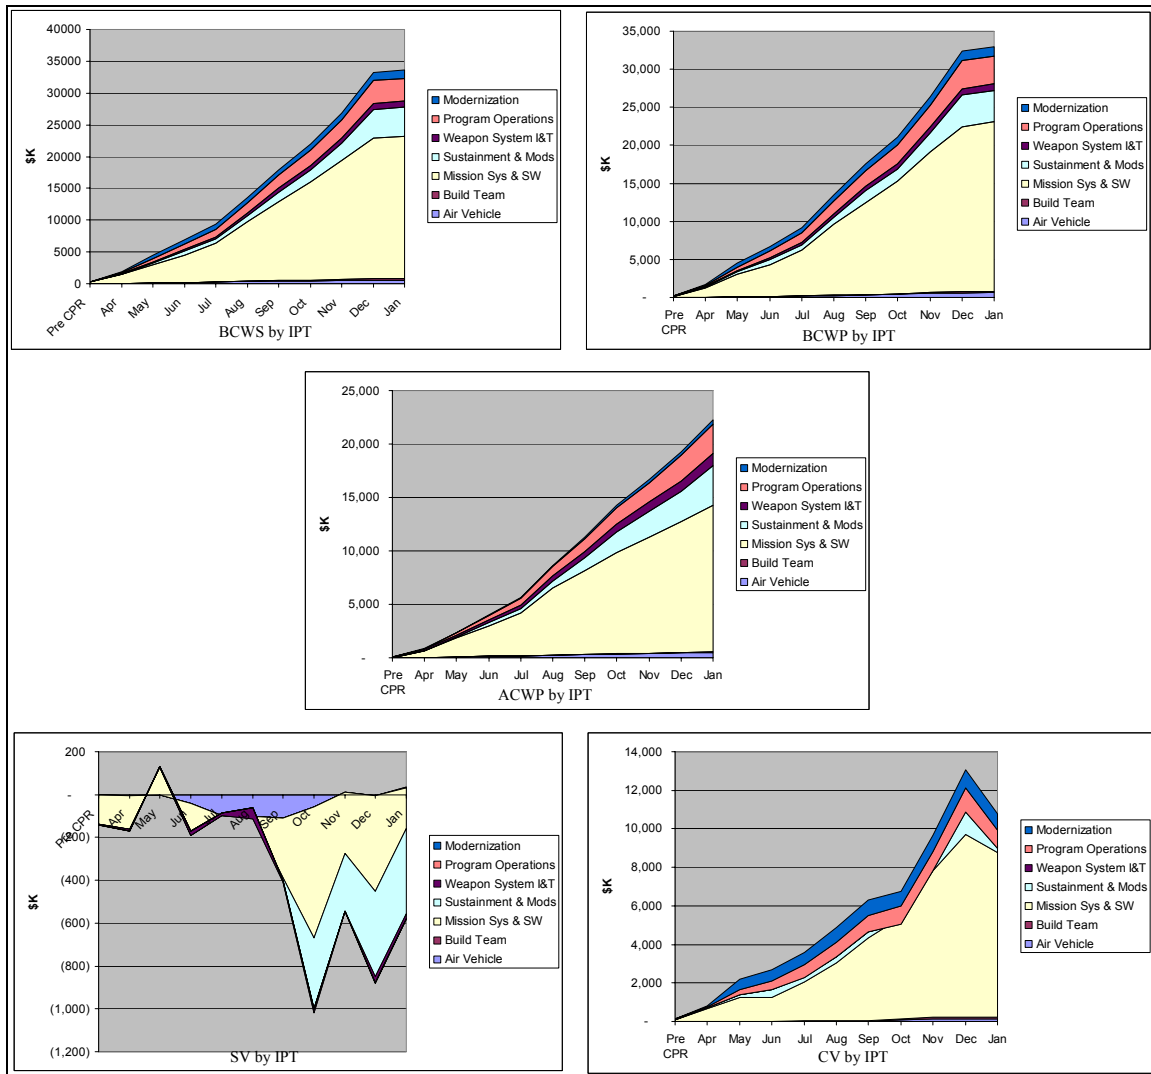 40000
35000
30000
25000
20000
15000
10000
5000
0
$K
Pre CPR
Apr
May
Jun
Jul
Aug
Sep
Oct
Nov
Dec
Jan
Modernization
Program Operations
Weapon System I&T
Sustainment & Mods
Mission Sys & SW
Build Team
Air Vehicle
BCWS by IPT
35,000
30,000
25,000
20,000
15,000
10,000
5,000
-
$K
Pre CPR
Apr
May
Jun
Jul
Aug
Sep
Oct
Nov
Dec
Jan
Modernization
Program Operations
Weapon System I&T
Sustainment & Mods
Mission Sys & SW
Build Team
Air Vehicle
BCWP by IPT
25,000
20,000
15,000
10,000
5,000
-
$K
Pre CPR
Apr
May
Jun
Jul
Aug
Sep
Oct
Nov
Dec
Jan
Modernization
Program Operations
Weapon System I&T
Sustainment & Mods
Mission Sys & SW
Build Team
Air Vehicle
ACWP by IPT
200
-
(200)
(400)
(600)
(800)
(1,000)
(1,200)
$K
Pre CPR
Apr
May
Jun
Jul
Aug
Sep
Oct
Nov
Dec
Jan
Modernization
Program Operations
Weapon System I&T
Sustainment & Mods
Mission Sys & SW
Build Team
Air Vehicle
SV by IPT
14,000
12,000
10,000
8,000
6,000
4,000
2,000
-
$K
Pre CPR
Apr
May
Jun
Jul
Aug
Sep
Oct
Nov
Dec
Jan
Modernization
Program Operations
Weapon System I&T
Sustainment & Mods
Mission Sys & SW
Build Team
Air Vehicle
CV by IPT